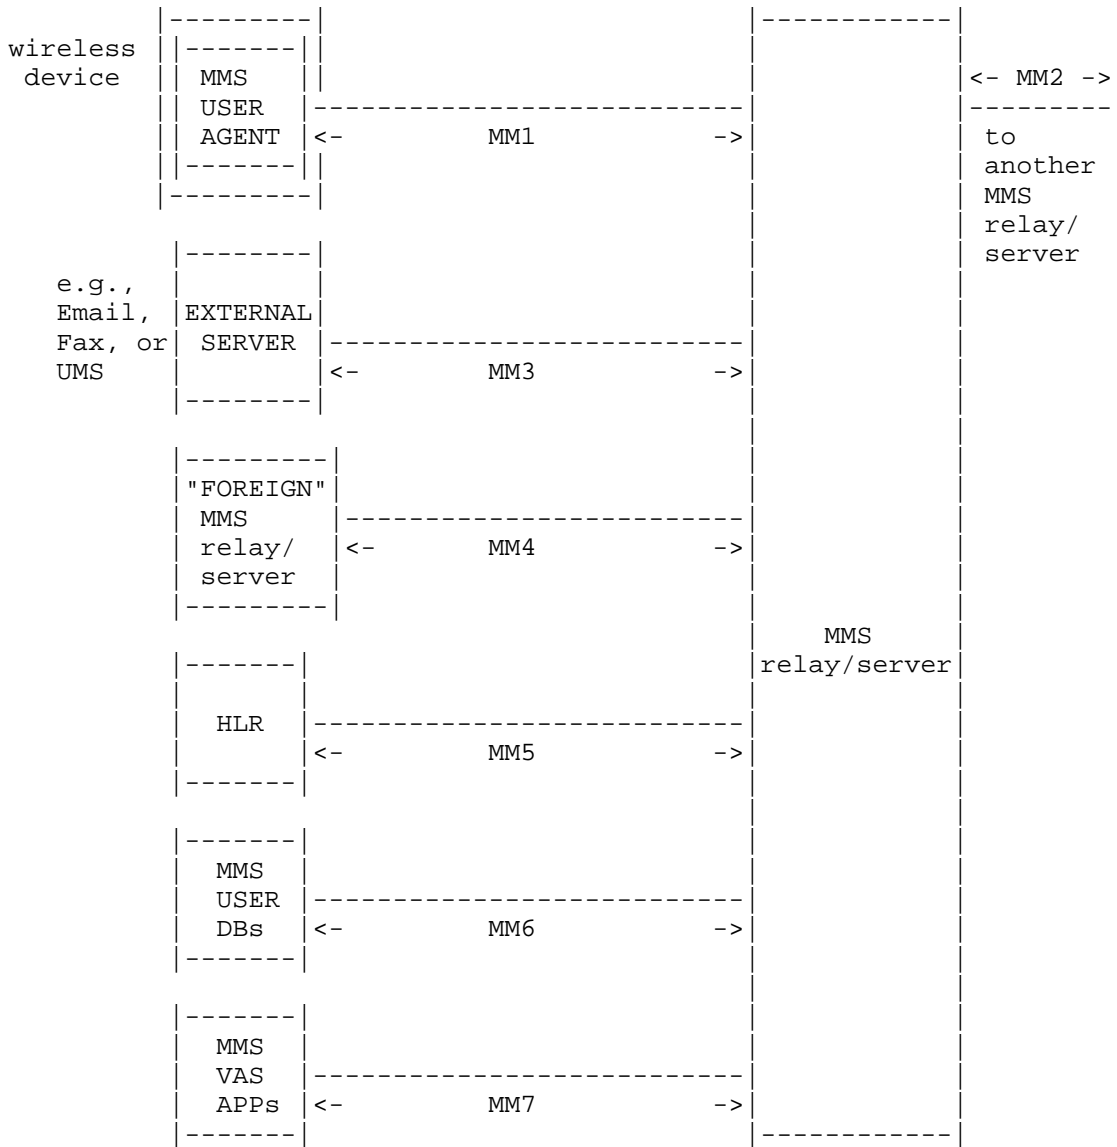 wireless
device
MMS
USER
AGENT
<- MM1 ->
<- MM2 ->
to
another
MMS
relay/
server
e.g.,
Email,
Fax, or
UMS
EXTERNAL
SERVER
<- MM3 ->
"FOREIGN"
MMS
relay/
server
<- MM4 ->
MMS
relay/server
HLR
<- MM5 ->
MMS
USER
DBs
<- MM6 ->
MMS
VAS
APPs
<- MM7 ->